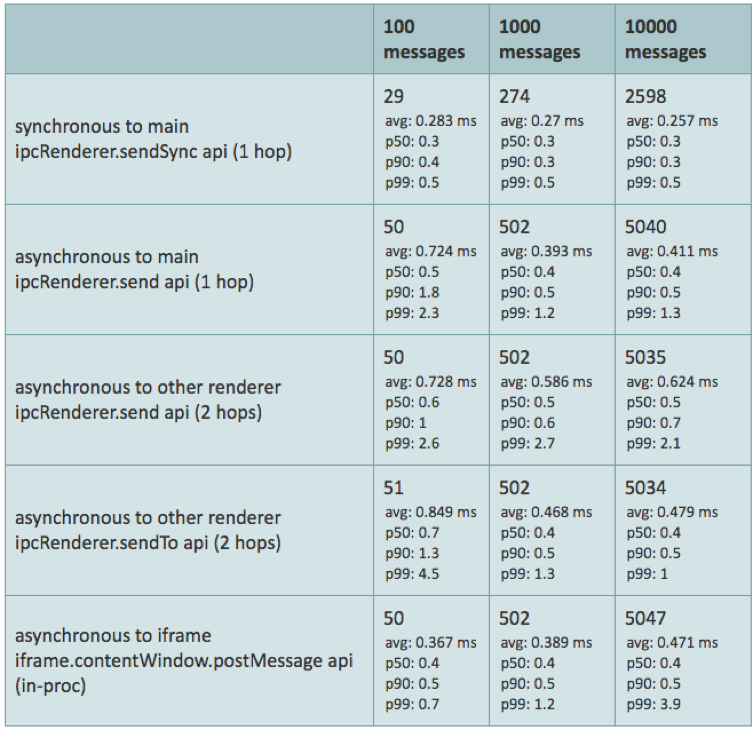 100 messages
1000 messages
10000 messages
synchronous to main
ipcRenderer.sendSync api (1 hop)
29
avg: 0.283 ms
p50: 0.3
p90: 0.4
p99: 0.5
274
avg: 0.27 ms
p50: 0.3
p90: 0.3
p99: 0.5
2598
avg: 0.257 ms
p50: 0.3
p90: 0.3
p99: 0.5
asynchronous to main
ipcRenderer.send api (1 hop)
50
avg: 0.724 ms
p50: 0.5
p90: 1.8
p99: 2.3
502
avg: 0.393 ms
p50: 0.4
p90: 0.5
p99: 1.2
5040
avg: 0.411 ms
p50: 0.4
p90: 0.5
p99: 1.3
asynchronous to other renderer
ipcRenderer.send api (2 hops)
50
avg: 0.728 ms
p50: 0.6
p90: 1
p99: 2.6
502
avg: 0.586 ms
p50: 0.5
p90: 0.6
p99: 2.7
5035
avg: 0.624 ms
p50: 0.5
p90: 0.7
p99: 2.1
asynchronous to other renderer
ipcRenderer.sendTo api (2 hops)
51
avg: 0.849 ms
p50: 0.7
p90: 1.3
p99: 4.5
502
avg: 0.468 ms
p50: 0.4
p90: 0.5
p99: 1.3
5034
avg: 0.479 ms
p50: 0.4
p90: 0.5
p99: 1
asynchronous to iframe
iframe.contentWindow.postMessage api
(in-proc)
50
avg: 0.367 ms
p50: 0.4
p90: 0.5
p99: 0.7
502
avg: 0.389 ms
p50: 0.4
p90: 0.5
p99: 1.2
5047
avg: 0.471 ms
p50: 0.4
p90: 0.5
p99: 3.9